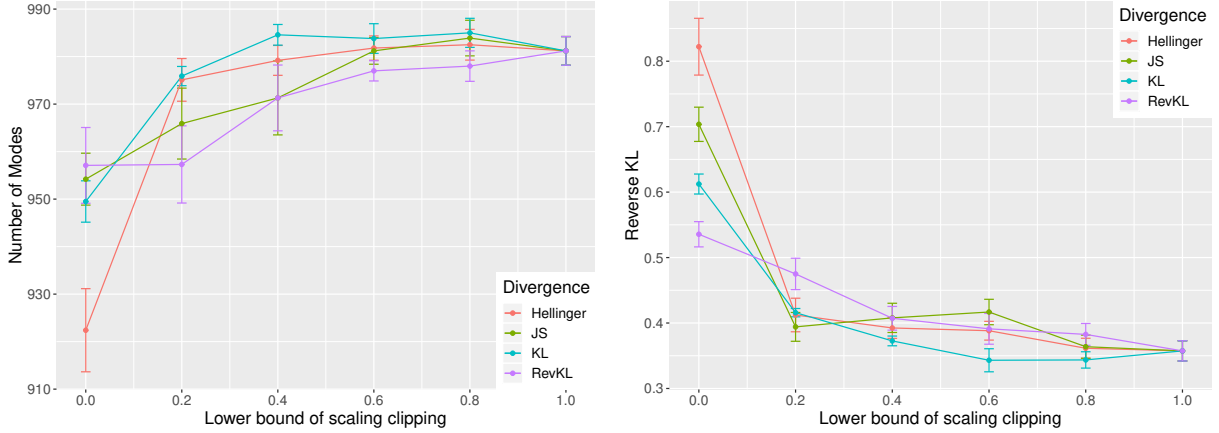 Number of Modes
990
970
950
930
910
0.0 0.2 0.4 0.6 0.8 1.0
Lower bound of scaling clipping
Divergence
Hellinger
JS
KL
RevKL
Reverse KL
0.8
0.7
0.6
0.5
0.4
0.3
0.0 0.2 0.4 0.6 0.8 1.0
Lower bound of scaling clipping
Divergence
Hellinger
JS
KL
RevKL